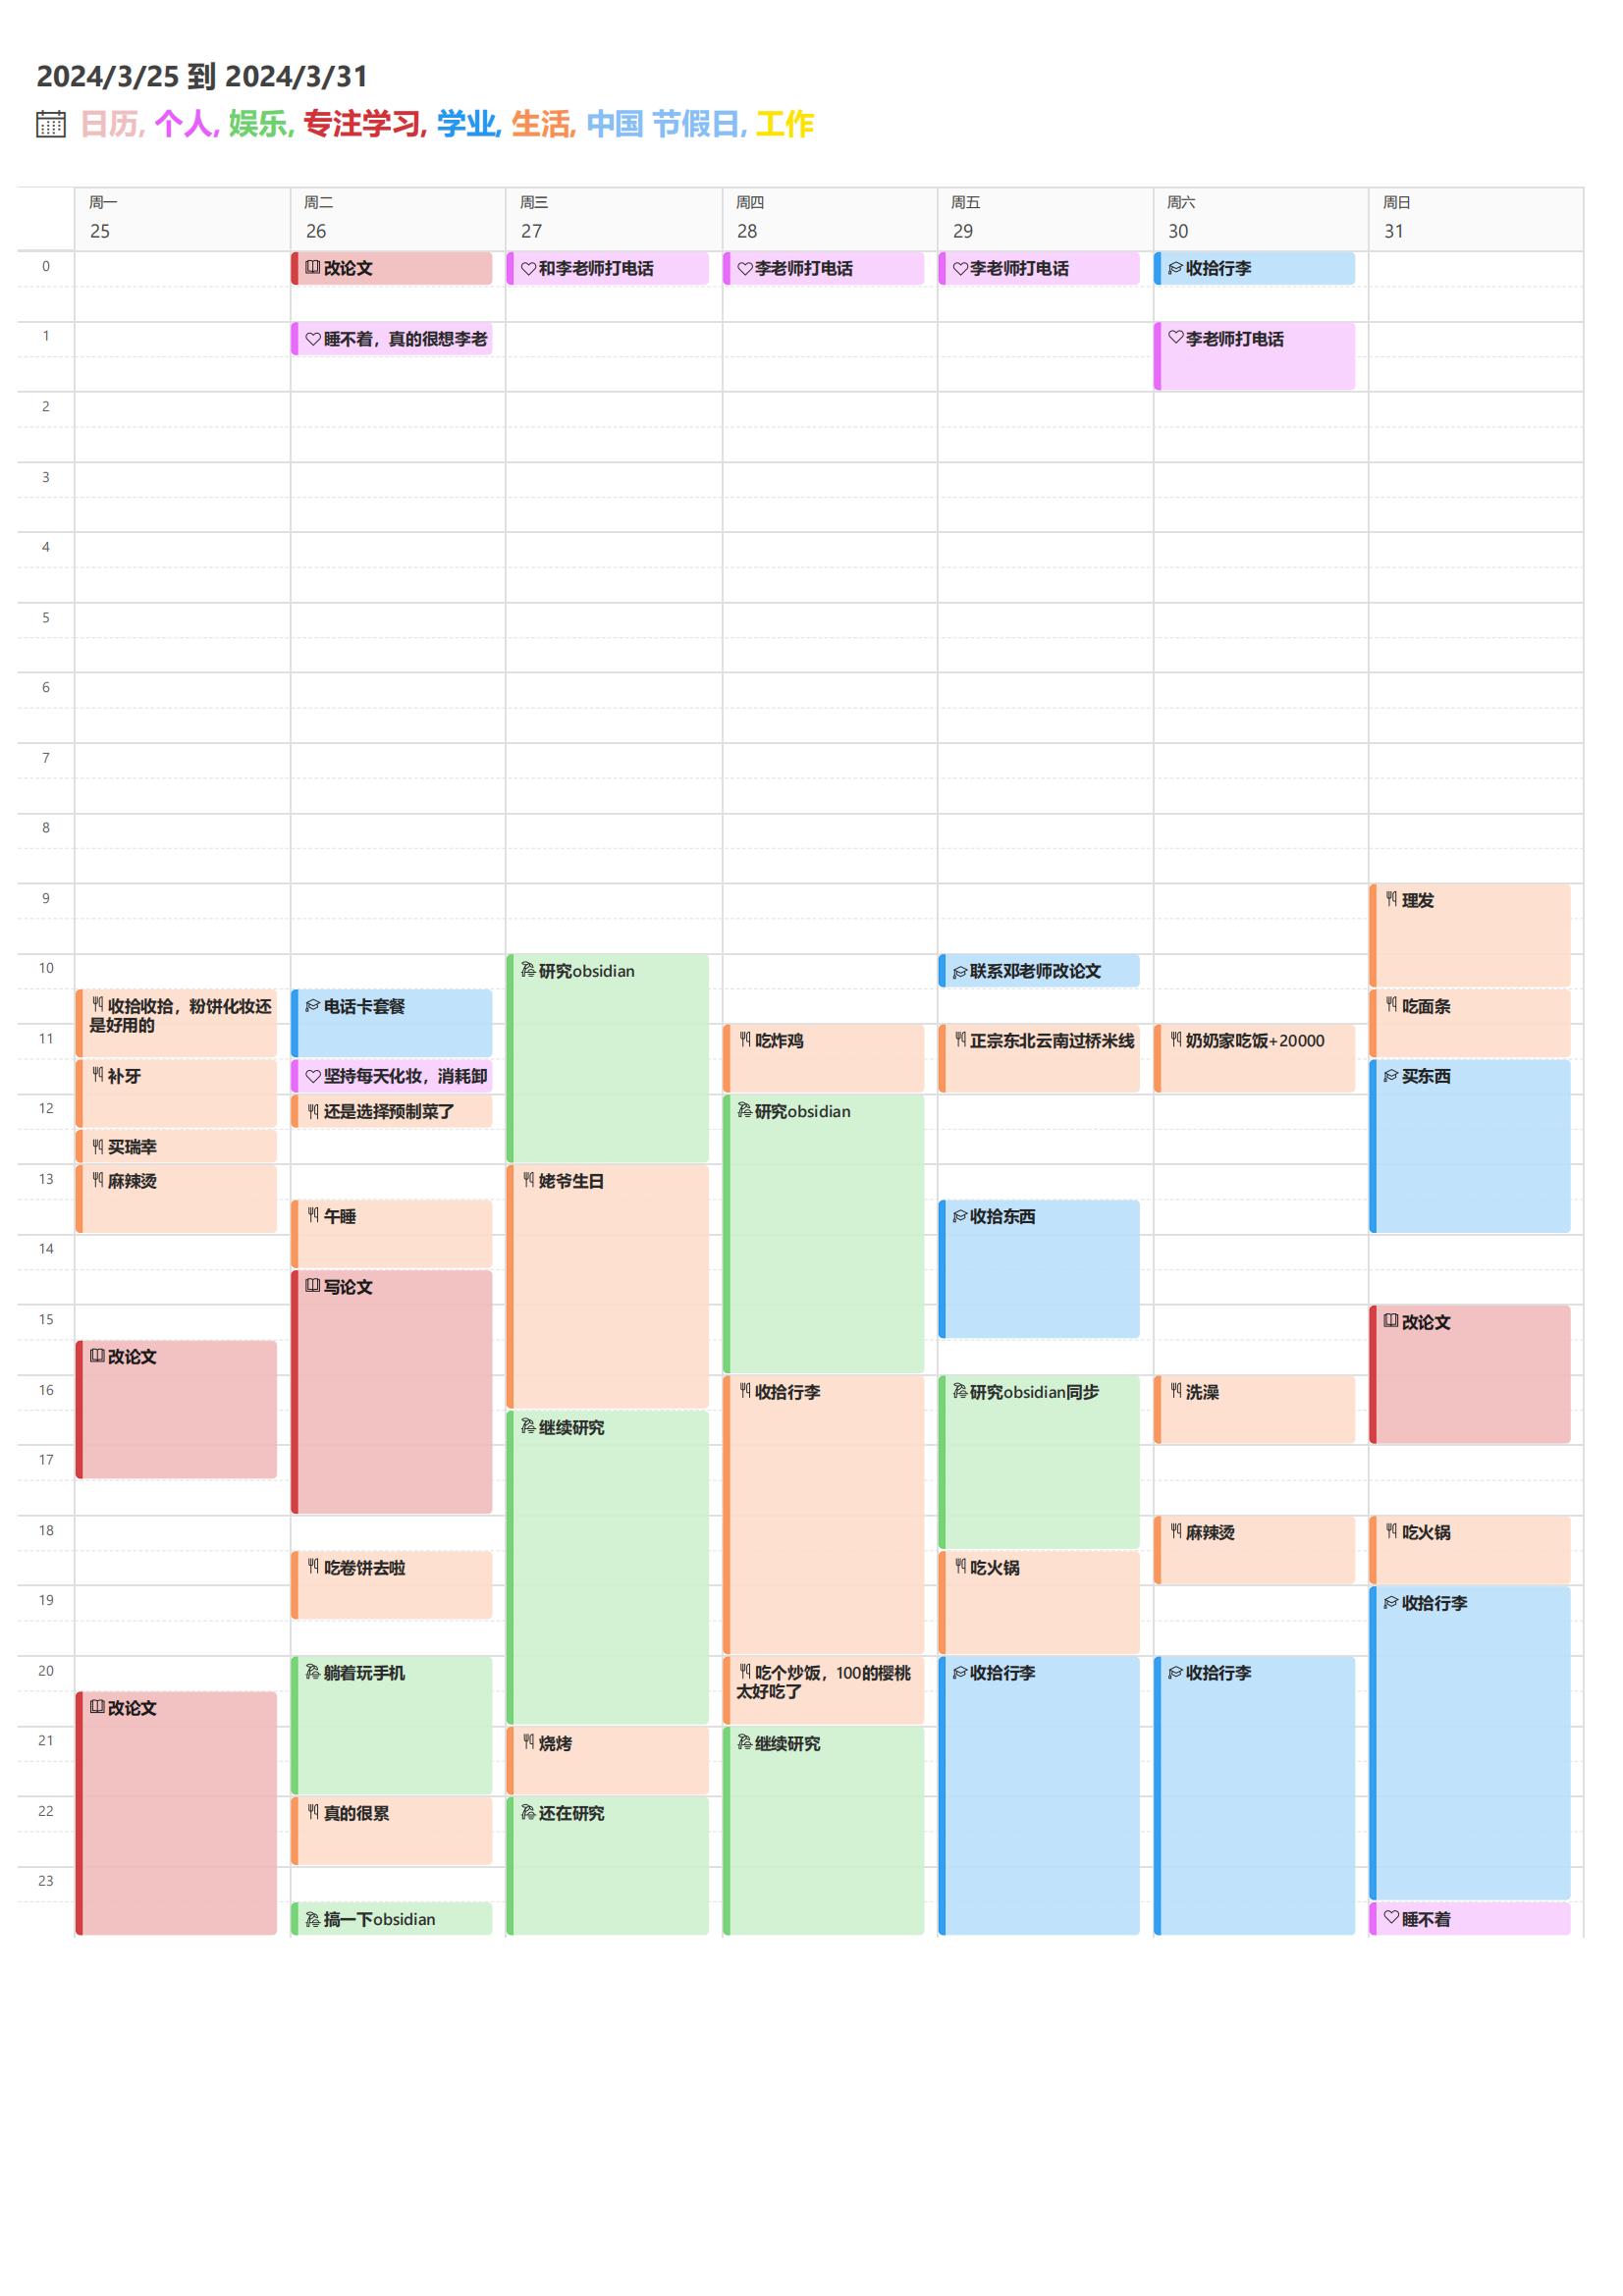 2024/3/25 到 2024/3/31
日历, 个人, 娱乐, 专注学习, 学业, 生活, 中国 节假日, 工作
周一 周二 周三 周四 周五 周六 周日
25 26 27 28 29 30 31
0 改论文 和李老师打电话 李老师打电话 李老师打电话 收拾行李
1 睡不着，真的很想李老 李老师打电话
2
3
4
5
6
7
8
9 理发
10 研究obsidian 联系邓老师改论文
收拾收拾，粉饼化妆还 电话卡套餐 吃面条
是好用的
11 吃炸鸡 正宗东北云南过桥米线 奶奶家吃饭+20000
补牙 坚持每天化妆，消耗卸 买东西
12 还是选择预制菜了 研究obsidian
买瑞幸
13 麻辣烫 姥爷生日
午睡 收拾东西
14
写论文
15 改论文
改论文
16 收拾行李 研究obsidian同步 洗澡
继续研究
17
18 麻辣烫 吃火锅
吃卷饼去啦 吃火锅
19 收拾行李
20 躺着玩手机 吃个炒饭，100的樱桃 收拾行李 收拾行李
太好吃了
改论文
21 烧烤 继续研究
22 真的很累 还在研究
23
搞一下obsidian 睡不着